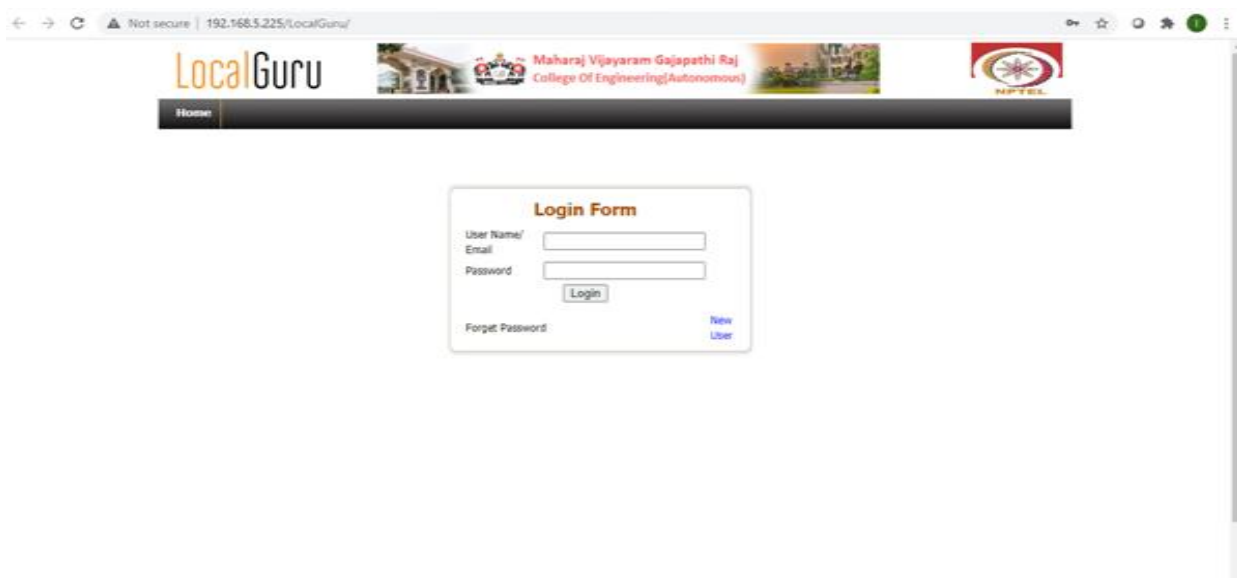 Not secure | 192.168.5.225/LocalGuru/
LocalGuru
Maharaj Vijayaram Gajapathi Raj
College Of Engineering(Autonomous)
NPTEL
Home
Login Form
User Name/
Email
Password
Login
Forget Password
New
User